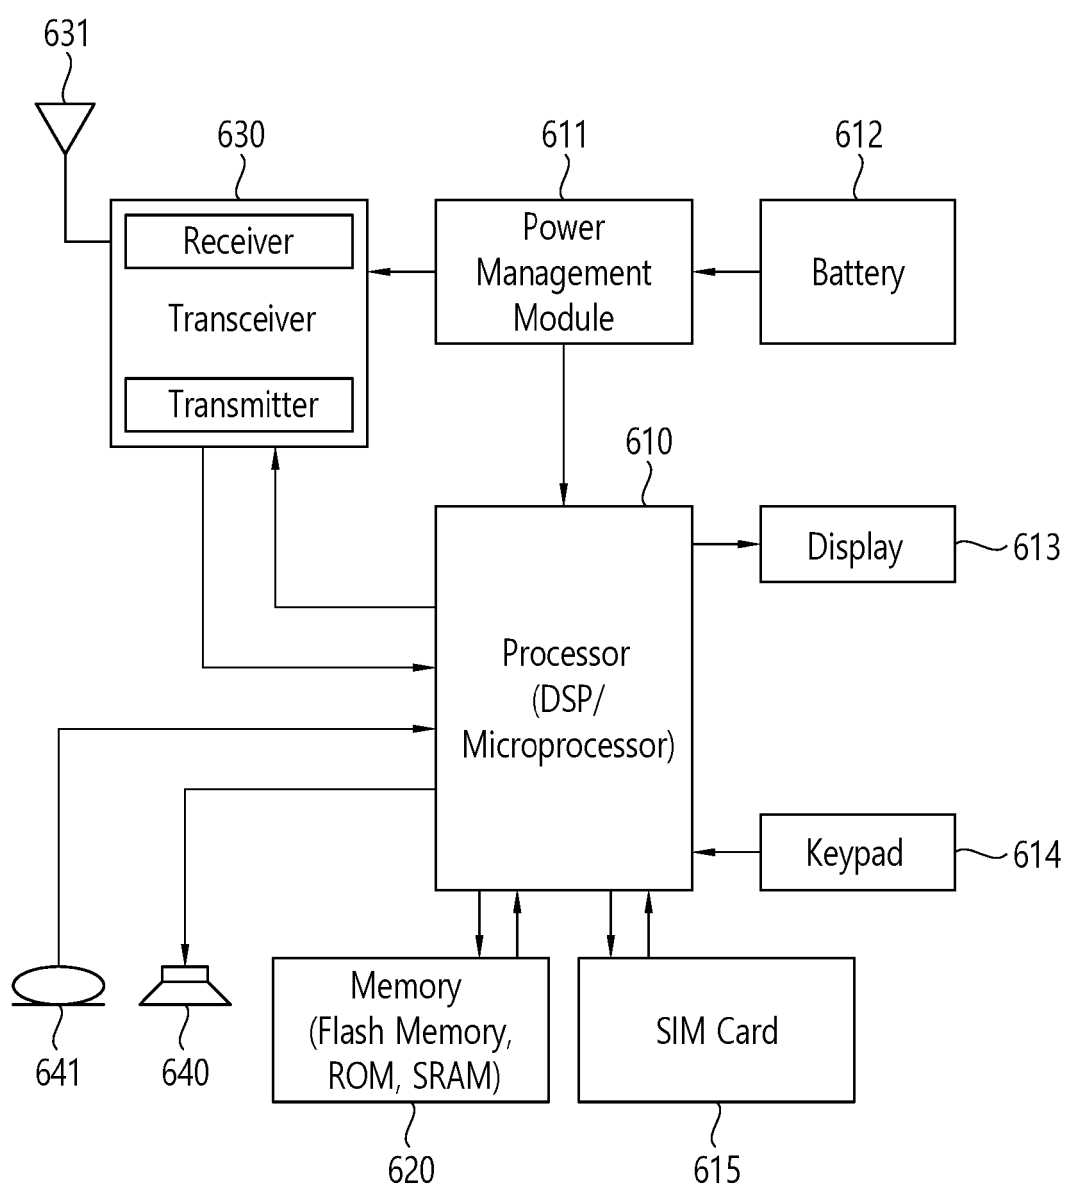 631
630
611
612
Receiver
Transceiver
Transmitter
Power
Management
Module
Battery
610
Display
613
Processor
(DSP/
Microprocessor)
Keypad
614
641
640
Memory
(Flash Memory,
ROM, SRAM)
SIM Card
620
615